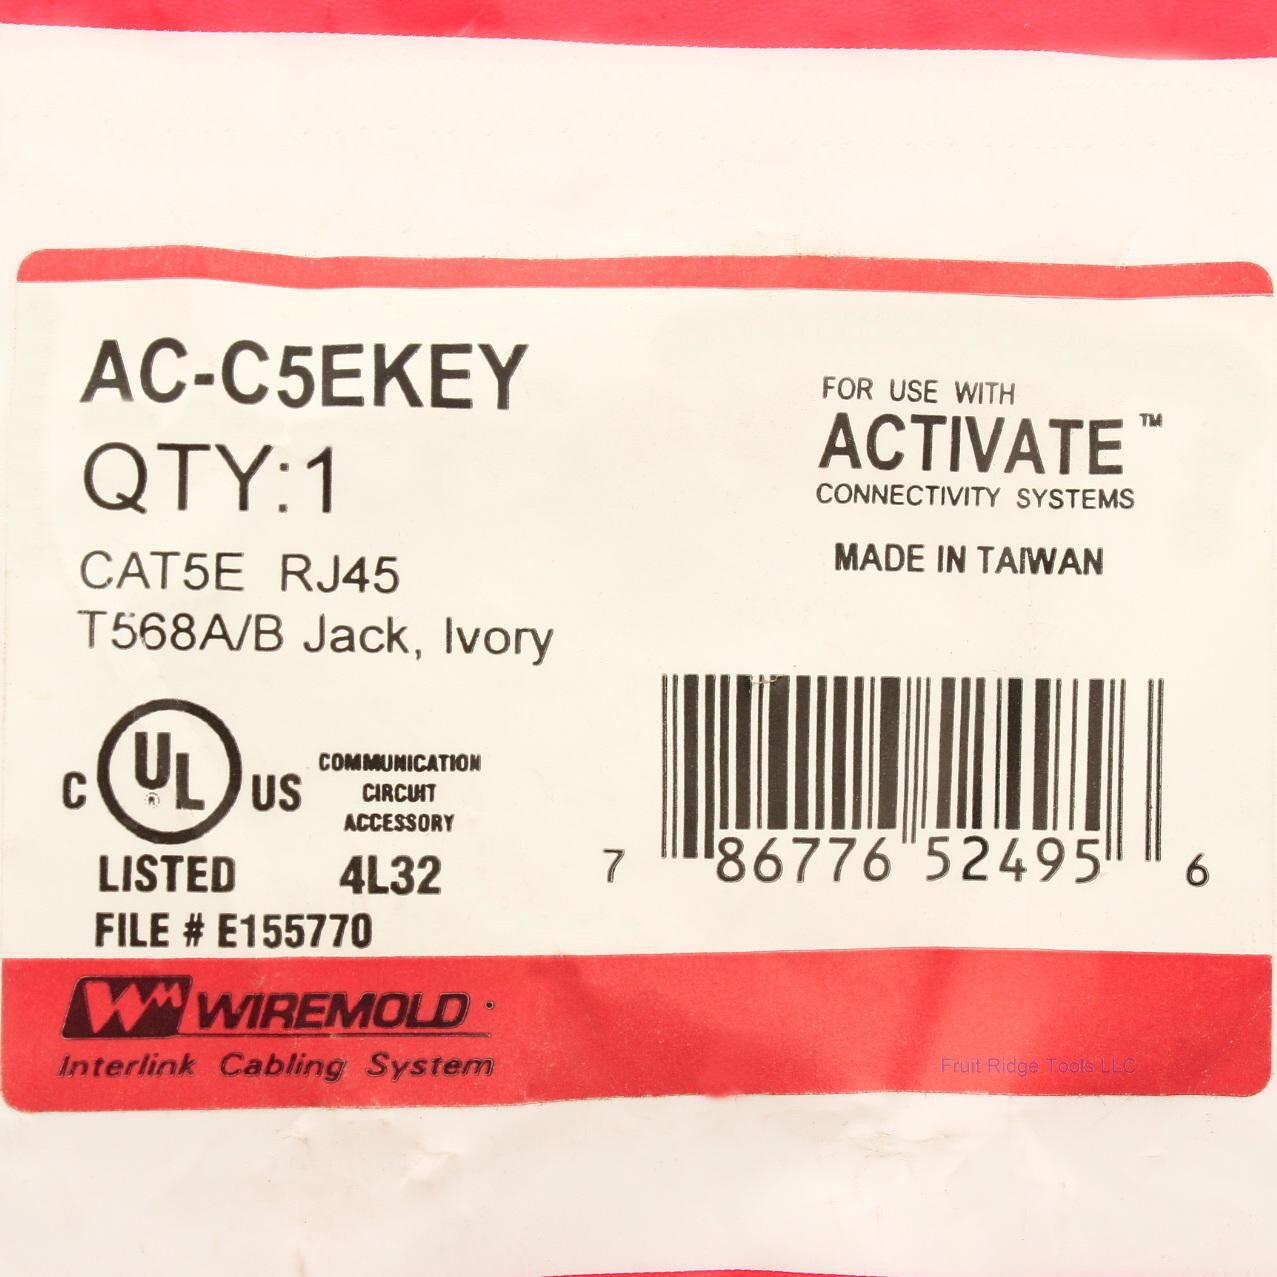 AC-C5EKEY
QTY:1
CAT5E RJ45
T568A/B Jack, Ivory
FOR USE WITH
ACTIVATE™
CONNECTIVITY SYSTEMS
MADE IN TAIWAN
C UL® US
COMMUNICATION
CIRCUIT
ACCESSORY
LISTED 4L32
FILE # E155770
7 86776 52495 6
WM WIREMOLD
Interlink Cabling System
Fruit Ridge Tools LLC